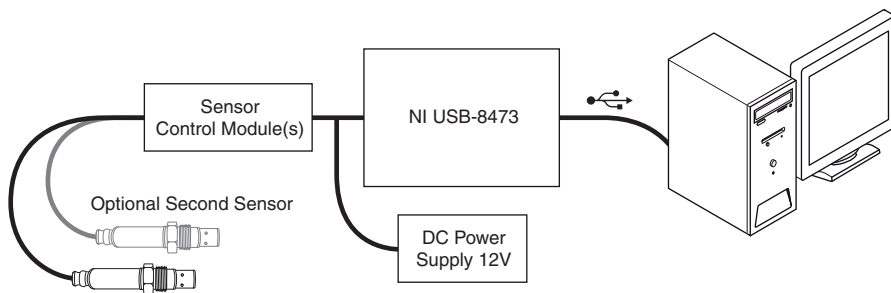 Sensor
Control Module(s)
NI USB-8473
Optional Second Sensor
DC Power
Supply 12V